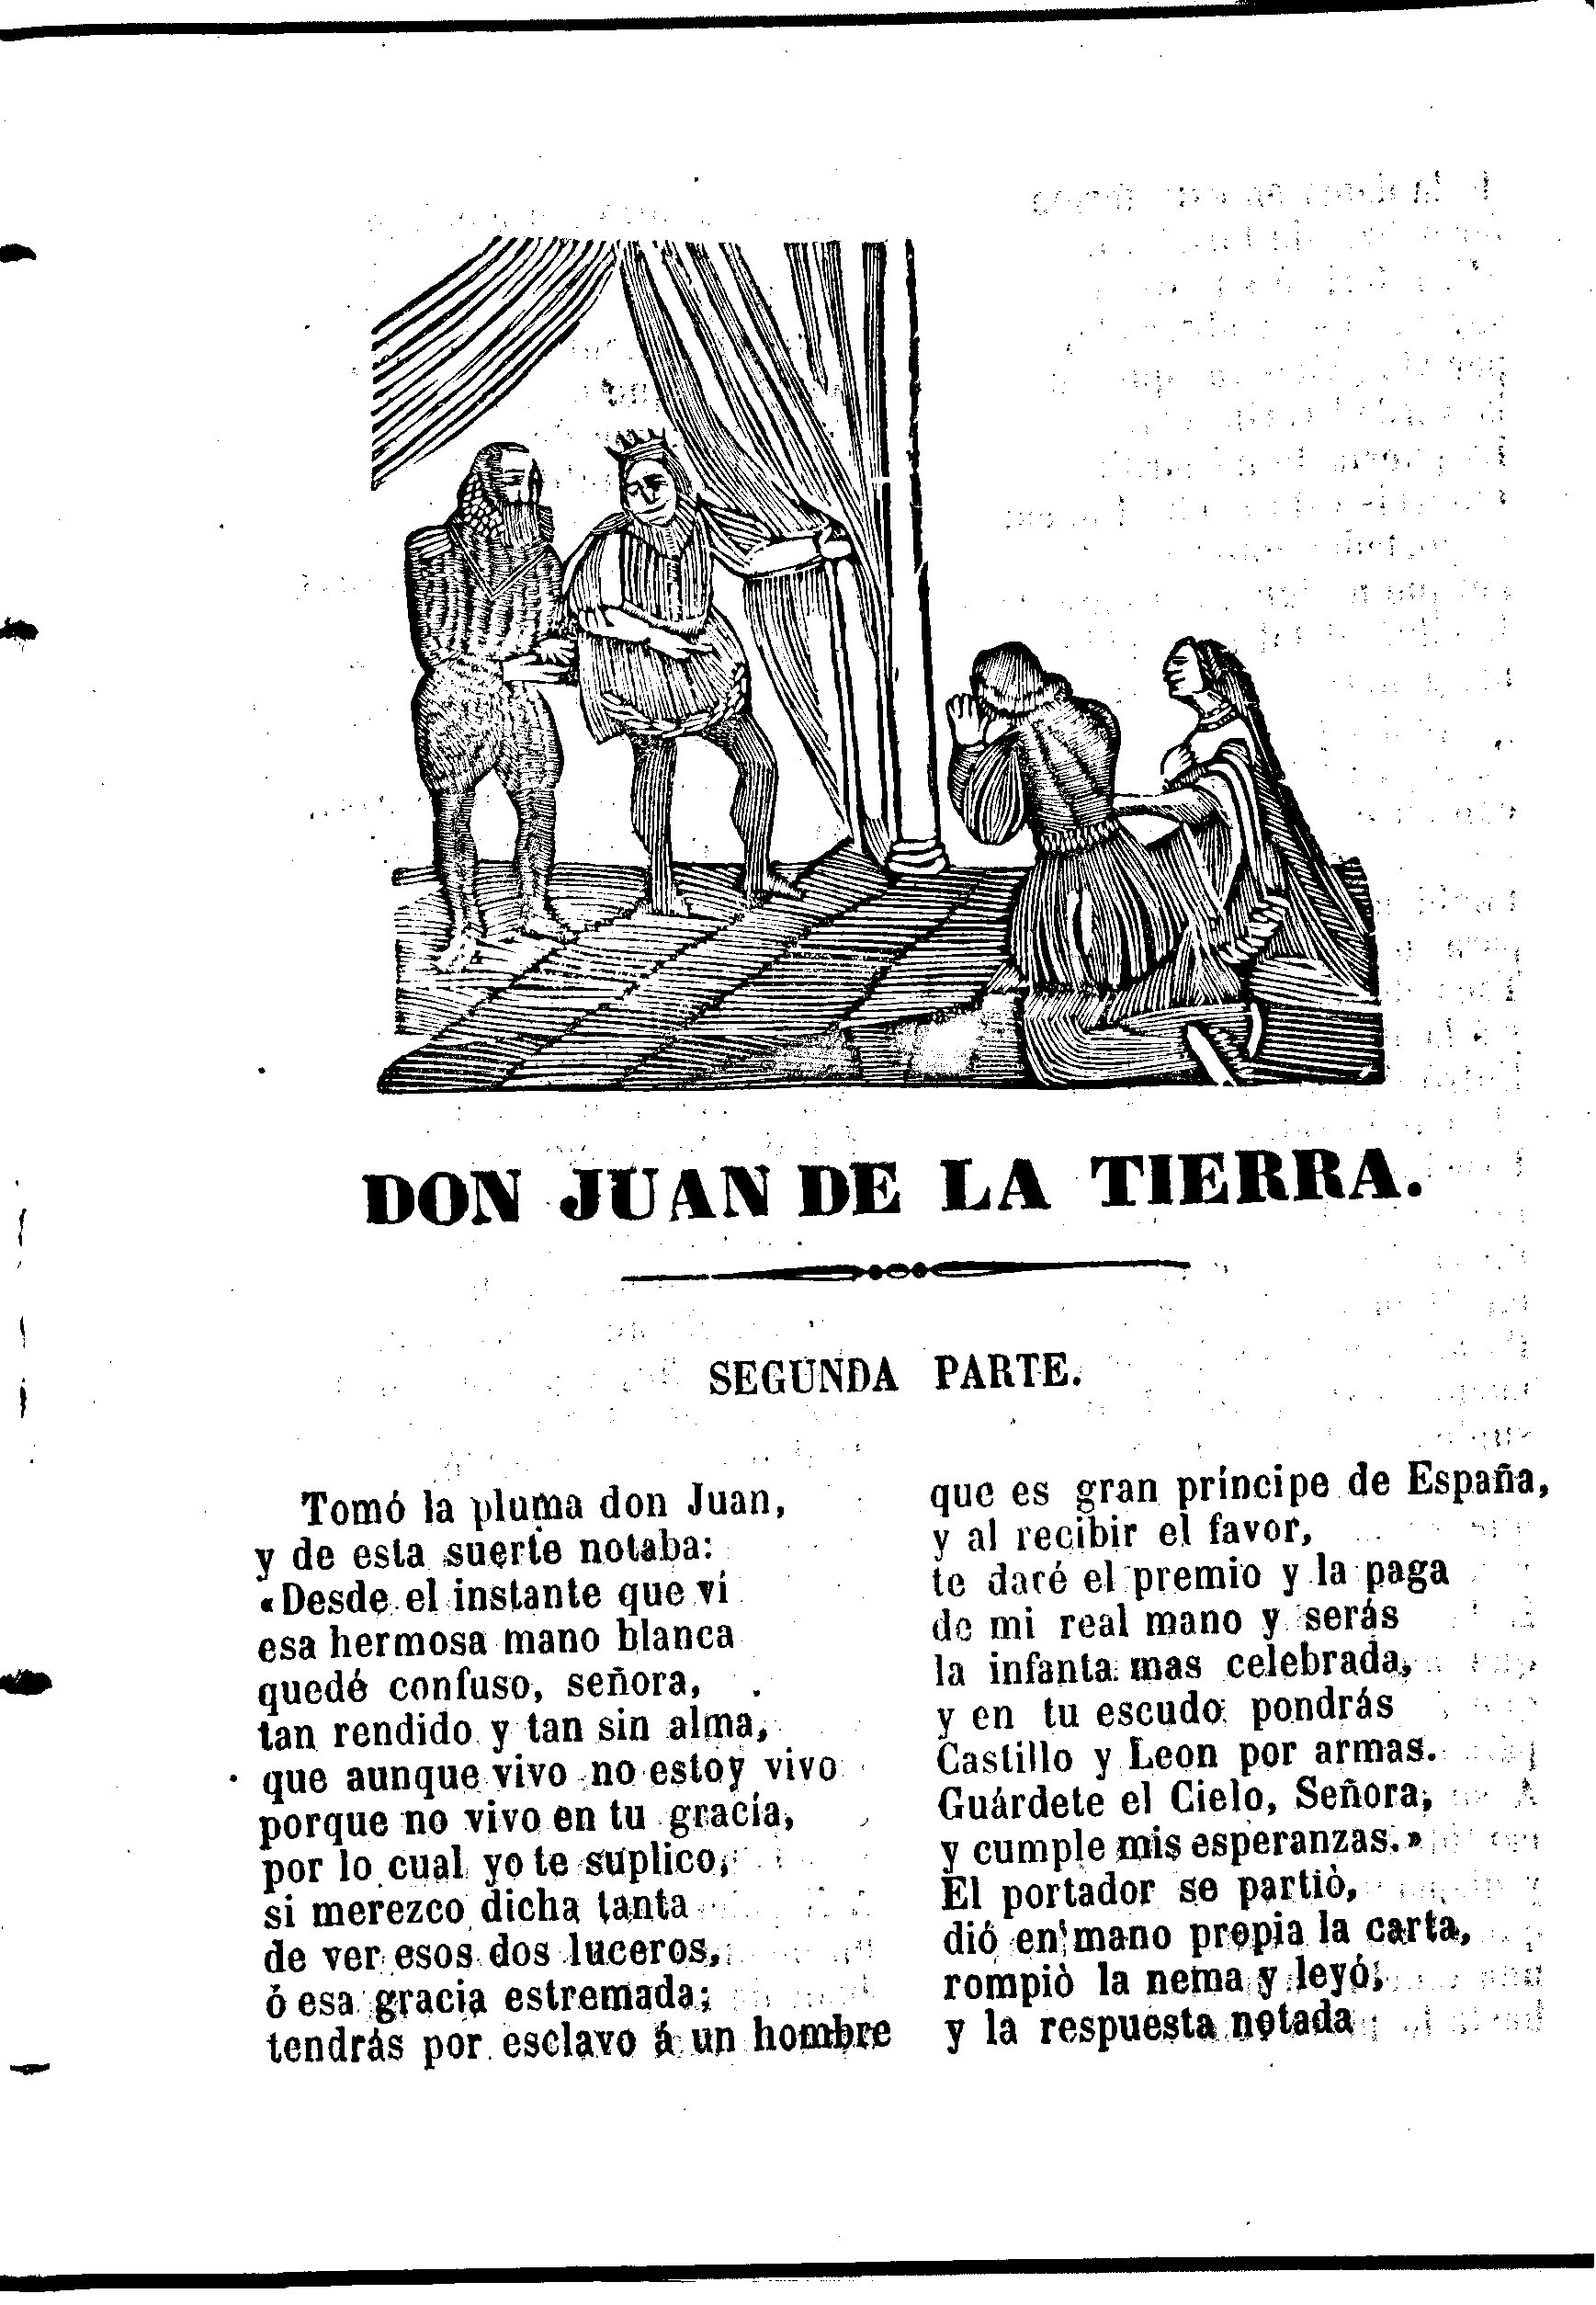 DON JUAN DE LA TIERRA.
SEGUNDA PARTE.
Tomó la pluma don Juan,
y de esta suerte notaba:
«Desde el instante que ví
esa hermosa mano blanca
quedé confuso, señora,
tan rendido y tan sin alma,
que aunque vivo no estoy vivo
porque no vivo en tu gracia,
por lo cual yo te suplico,
si merezco dicha tanta
de ver esos dos luceros,
ó esa gracia estremada;
tendrás por esclavo á un hombre
que es gran príncipe de España,
y al recibir el favor,
te daré el premio y la paga
de mi real mano y serás
la infanta mas celebrada,
y en tu escudo pondrás
Castillo y Leon por armas.
Guárdete el Cielo, Señora,
y cumple mis esperanzas.»
El portador se partiò,
dió en mano propia la carta,
rompiò la nema y leyó,
y la respuesta notada